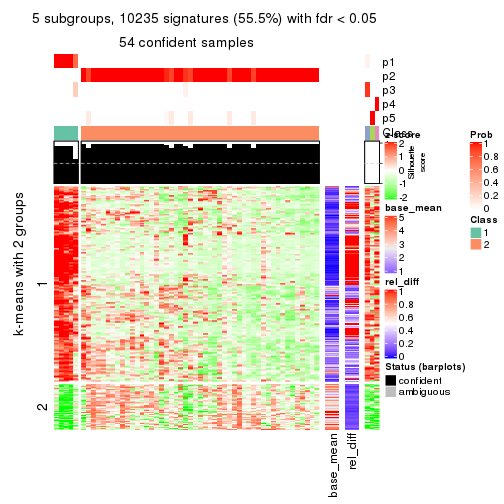 5 subgroups, 10235 signatures (55.5%) with fdr < 0.05
54 confident samples
p1
p2
p3
p4
p5
Class
z-score
2
1
0
-1
-2
Silhouette
score
base_mean
5
4
3
2
1
rel_diff
1
0.8
0.6
0.4
0.2
0
Status (barplots)
confident
ambiguous
Prob
1
0.8
0.6
0.4
0.2
0
Class
1
2
k-means with 2 groups
1
2
base_mean
rel_diff